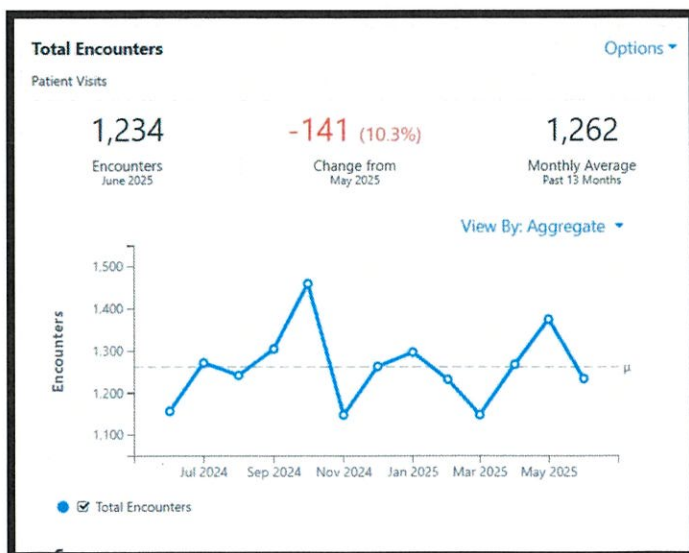 Total Encounters
Options
Patient Visits
1,234
Encounters
June 2025
-141 (10.3%)
Change from
May 2025
1,262
Monthly Average
Past 13 Months
View By: Aggregate
Encounters
1,500
1,400
1,300
1,200
1,100
μ
Jul 2024 Sep 2024 Nov 2024 Jan 2025 Mar 2025 May 2025
Total Encounters